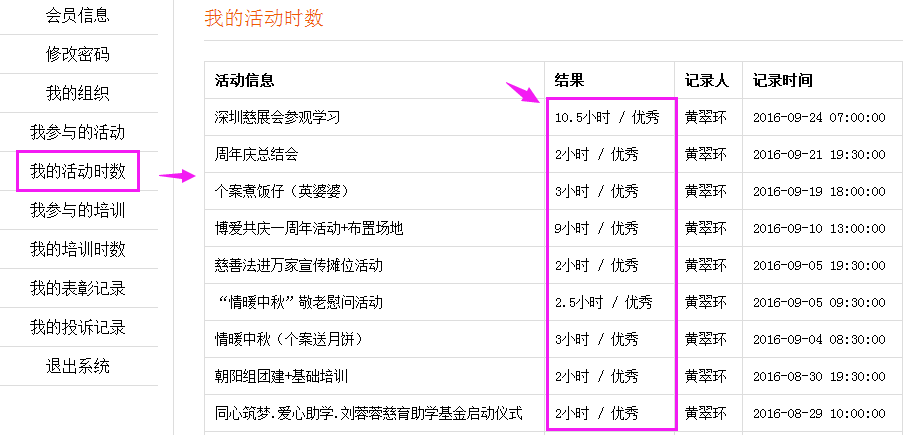 会员信息
修改密码
我的组织
我参与的活动
我的活动时数
我参与的培训
我的培训时数
我的表彰记录
我的投诉记录
退出系统
我的活动时数
活动信息 结果 记录人 记录时间
深圳慈展会参观学习 10.5小时 / 优秀 黄翠环 2016-09-24 07:00:00
周年庆总结会 2小时 / 优秀 黄翠环 2016-09-21 19:30:00
个案煮饭仔（英婆婆） 3小时 / 优秀 黄翠环 2016-09-19 18:00:00
博爱共庆一周年活动+布置场地 9小时 / 优秀 黄翠环 2016-09-10 13:00:00
慈善法进万家宣传摊位活动 2小时 / 优秀 黄翠环 2016-09-05 19:30:00
“情暖中秋”敬老慰问活动 2.5小时 / 优秀 黄翠环 2016-09-05 09:30:00
情暖中秋（个案送月饼） 3小时 / 优秀 黄翠环 2016-09-04 08:30:00
朝阳组团建+基础培训 2小时 / 优秀 黄翠环 2016-08-30 19:30:00
同心筑梦.爱心助学.刘蓉蓉慈育助学基金启动仪式 2小时 / 优秀 黄翠环 2016-08-29 10:00:00